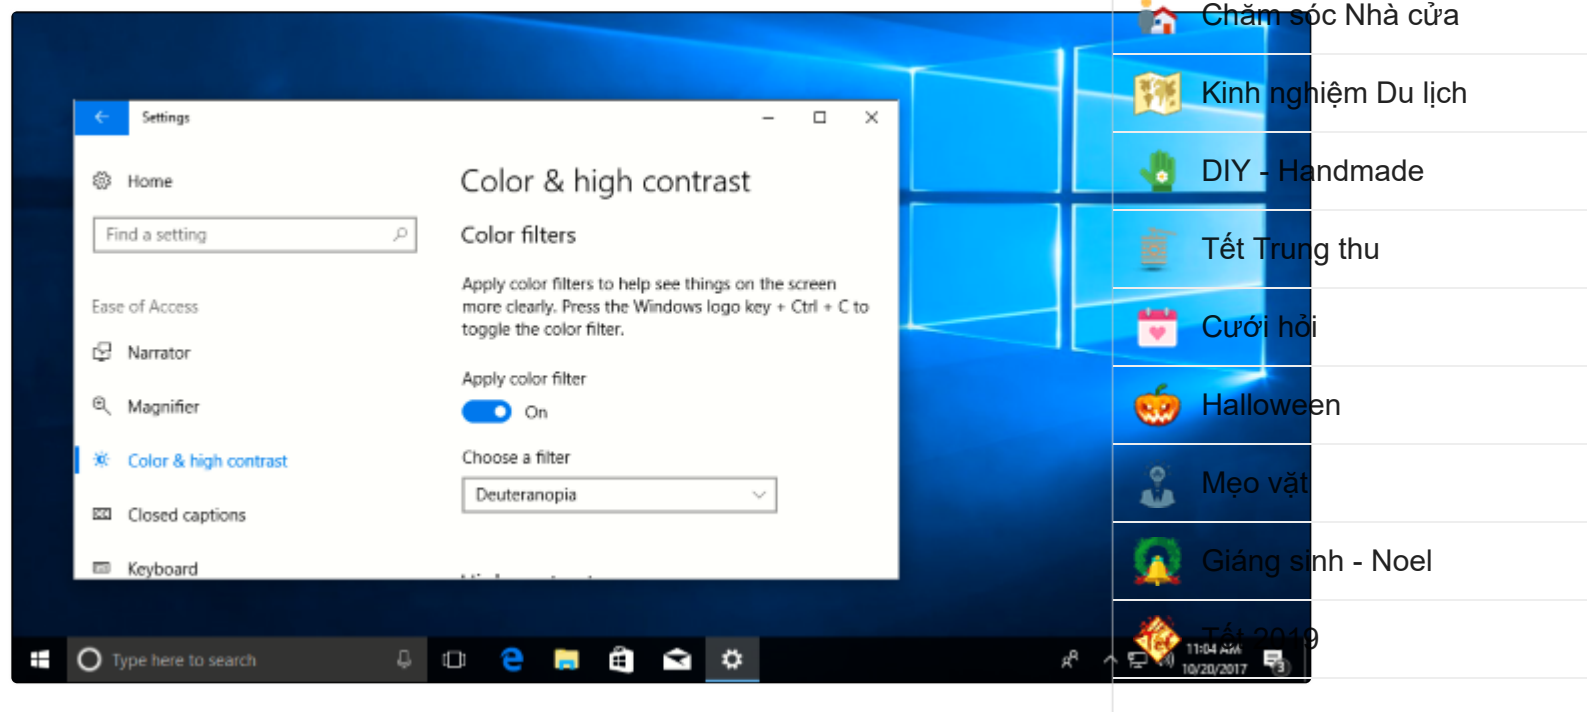 Settings
Home
Find a setting
Ease of Access
Narrator
Magnifier
Color & high contrast
Closed captions
Keyboard
Color & high contrast
Color filters
Apply color filters to help see things on the screen
more clearly. Press the Windows logo key + Ctrl + C to
toggle the color filter.
Apply color filter
On
Choose a filter
Deuteranopia
Type here to search
11:04 AM
10/20/2017
3
Chăm sóc Nhà cửa
Kinh nghiệm Du lịch
DIY - Handmade
Tết Trung thu
Cưới hỏi
Halloween
Mẹo vặt
Giáng sinh - Noel
Tết
Tết 2019